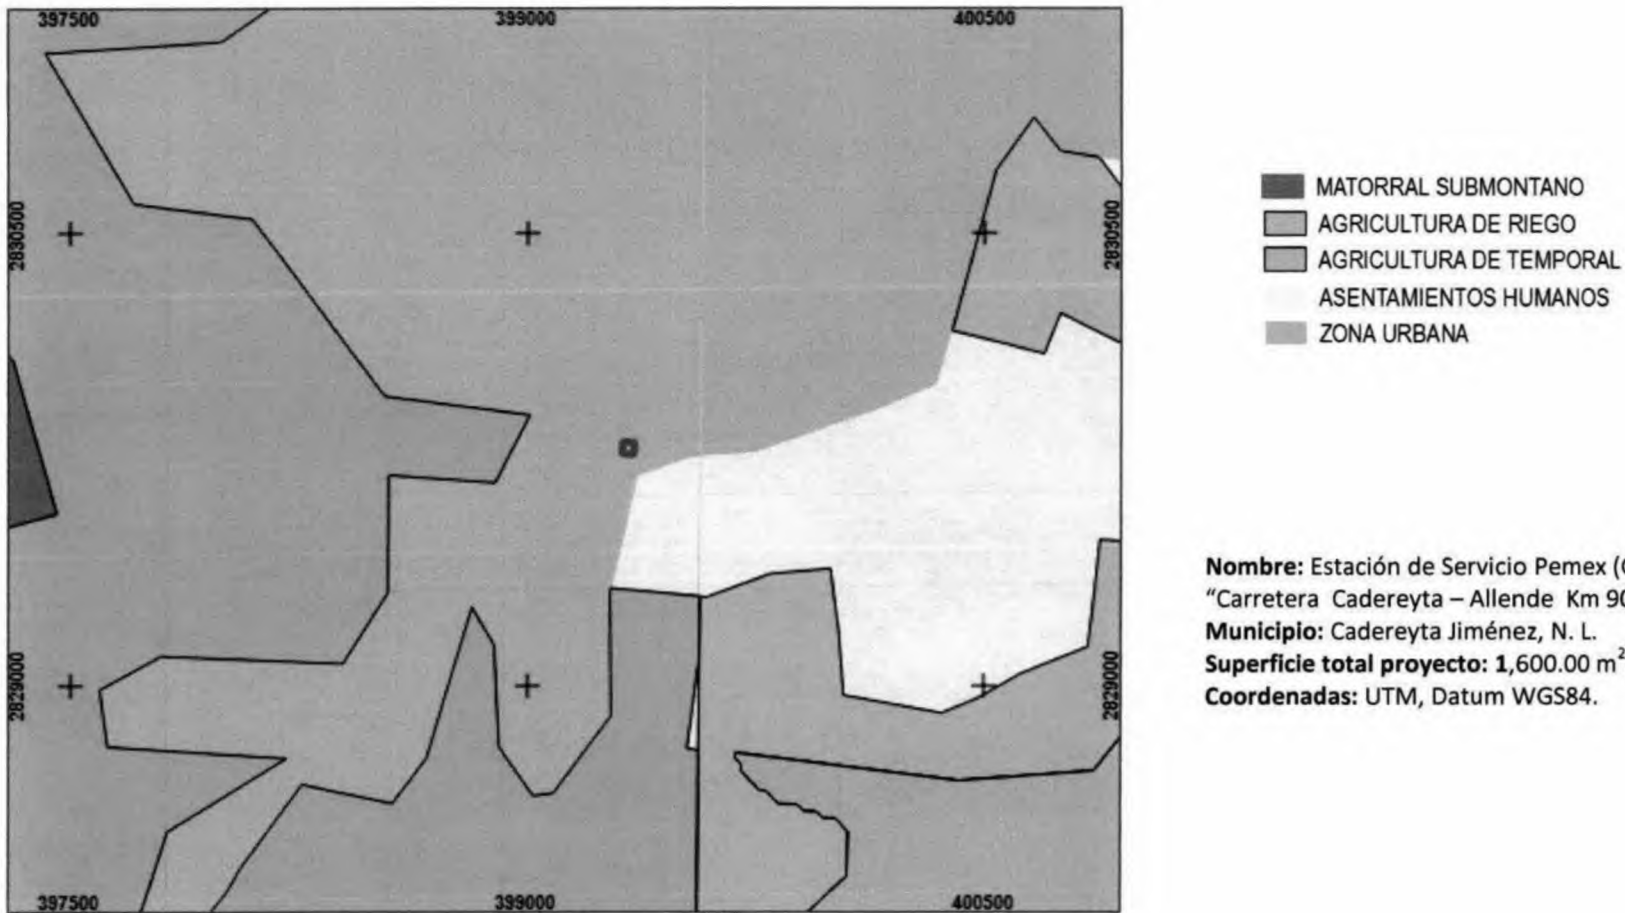 397500 399000 400500
2830500 2830500
MATORRAL SUBMONTANO
AGRICULTURA DE RIEGO
AGRICULTURA DE TEMPORAL
ASENTAMIENTOS HUMANOS
ZONA URBANA
Nombre: Estación de Servicio Pemex (
“Carretera Cadereyta – Allende Km 90
Municipio: Cadereyta Jiménez, N. L.
Superficie total proyecto: 1,600.00 m²
Coordenadas: UTM, Datum WGS84.
2829000 2829000
397500 399000 400500